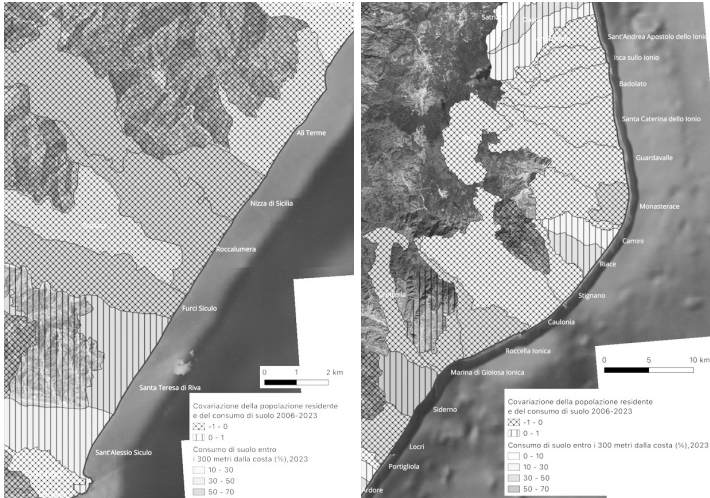 Alì Terme
Nizza di Sicilia
Roccalumera
Furci Siculo
Santa Teresa di Riva
Sant'Alessio Siculo
0 1 2 km
Covariazione della popolazione residente
e del consumo di suolo 2006-2023
-1 - 0
0 - 1
Consumo di suolo entro
i 300 metri dalla costa (%),2023
10 - 30
30 - 50
50 - 70
Sant'Andrea Apostolo dello Ionio
Isca sullo Ionio
Badolato
Santa Caterina dello Ionio
Guardavalle
Monasterace
Camini
Riace
Stignano
Caulonia
Roccella Ionica
Marina di Gioiosa Ionica
Siderno
Locri
Portigliola
Ardore
0 5 10 km
Covariazione della popolazione residente
e del consumo di suolo 2006-2023
-1 - 0
0 - 1
Consumo di suolo entro i 300 metri dalla costa (%),2023
0 - 10
10 - 30
30 - 50
50 - 70